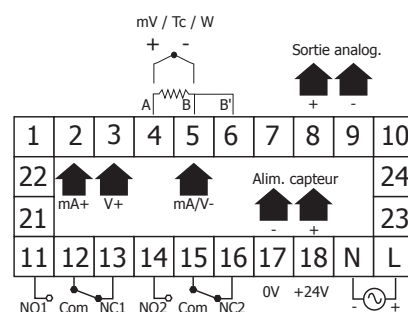 mV / Tc / W
+ -
Sortie analog.
A B B'
+ -
1 2 3 4 5 6 7 8 9 10
22 24
mA+ V+ mA/V- Alim. capteur
21 - + 23
11 12 13 14 15 16 17 18 N L
0V +24V - +
NO1 Com NC1 NO2 Com NC2